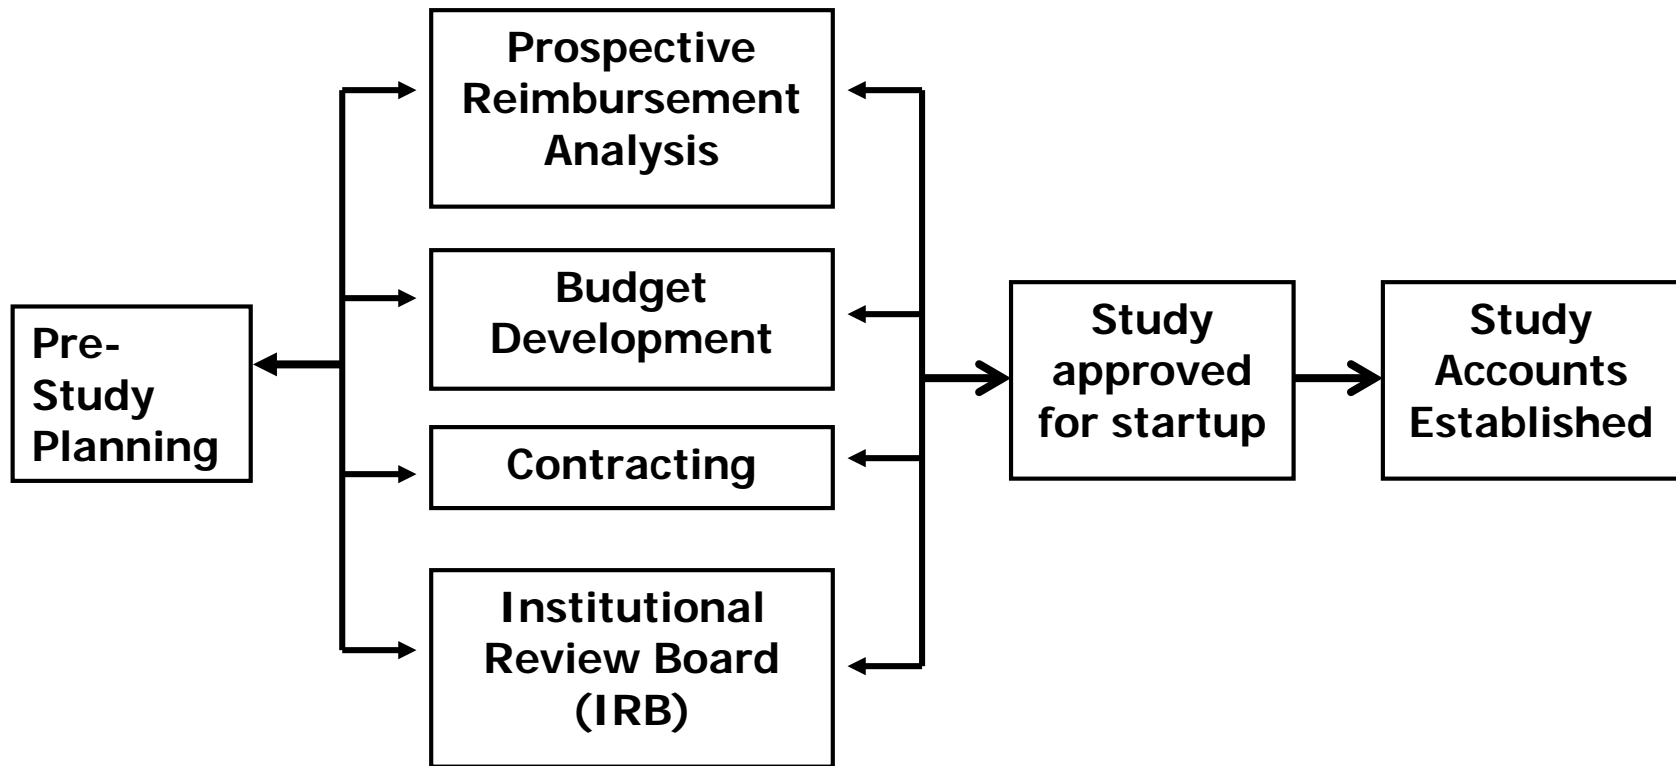 Prospective
Reimbursement
Analysis
Budget
Development
Contracting
Institutional
Review Board
(IRB)
Pre-
Study
Planning
Study
approved
for startup
Study
Accounts
Established